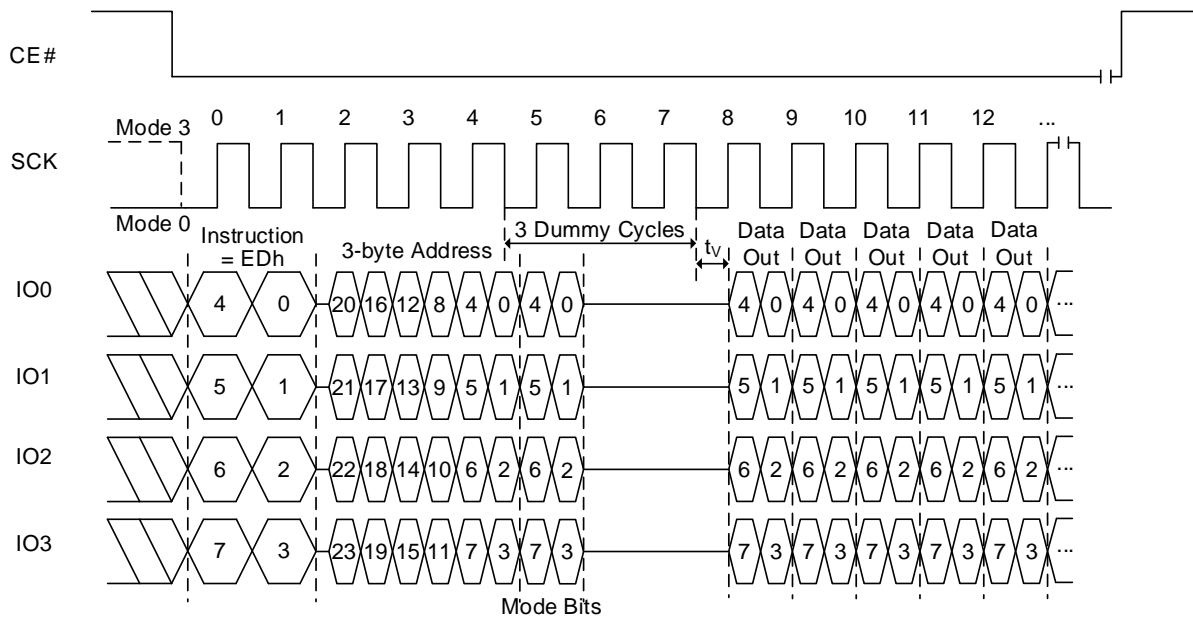 CE#
0 1 2 3 4 5 6 7 8 9 10 11 12 ...
Mode 3
SCK
Mode 0
Instruction
= EDh
3-byte Address
3 Dummy Cycles
tV
Data
Out
Data
Out
Data
Out
Data
Out
Data
Out
IO0 4 0 20 16 12 8 4 0 4 0 4 0 4 0 4 0 4 0 4 0 ...
IO1 5 1 21 17 13 9 5 1 5 1 5 1 5 1 5 1 5 1 5 1 ...
IO2 6 2 22 18 14 10 6 2 6 2 6 2 6 2 6 2 6 2 6 2 ...
IO3 7 3 23 19 15 11 7 3 7 3 7 3 7 3 7 3 7 3 7 3 ...
Mode Bits